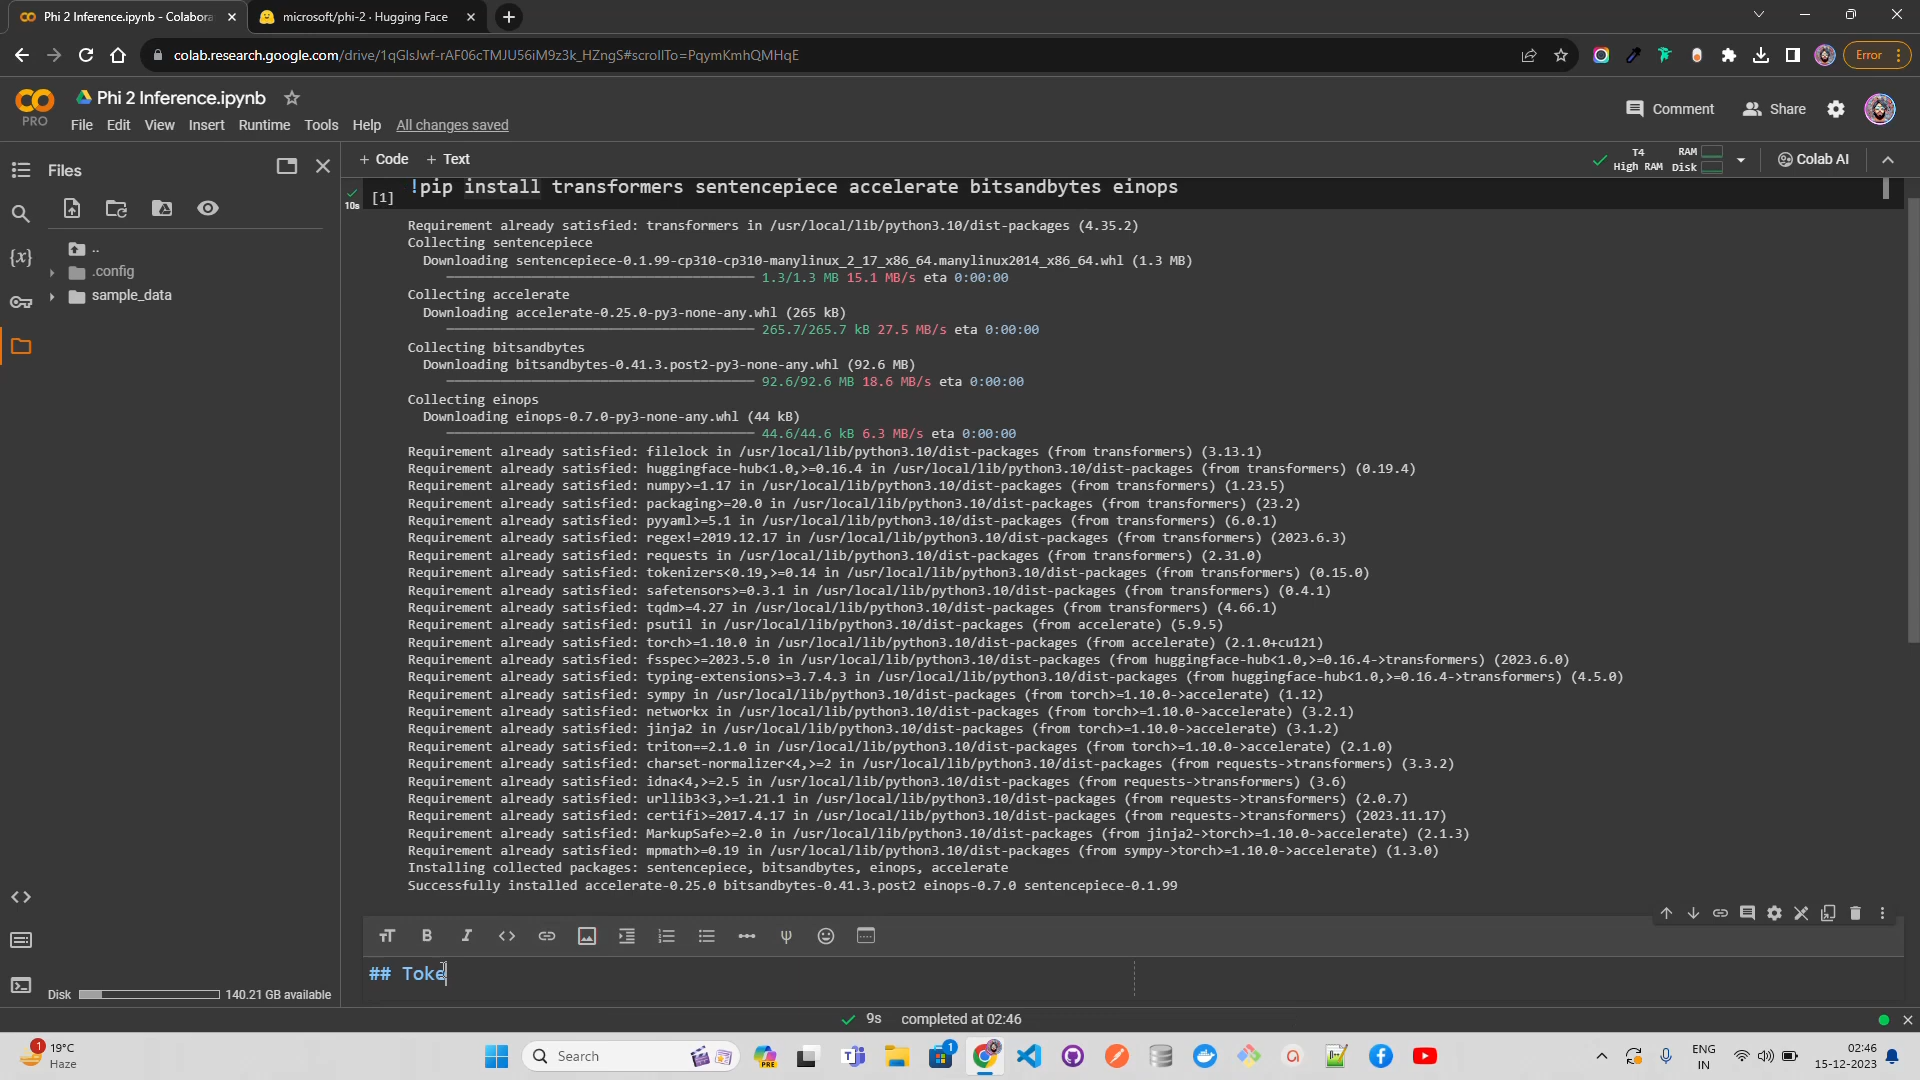 Phi 2 Inference.ipynb - Colabora
microsoft/phi-2 · Hugging Face
colab.research.google.com/drive/1qGlsJwf-rAF06cTMJU56iM9z3k_HZngS#scrollTo=PqymKmhQMHqE
Error
Phi 2 Inference.ipynb
PRO
File Edit View Insert Runtime Tools Help All changes saved
Comment
Share
Files
+ Code + Text
T4
High RAM
RAM
Disk
Colab AI
..
.config
sample_data
[1]
10s
!pip install transformers sentencepiece accelerate bitsandbytes einops
Requirement already satisfied: transformers in /usr/local/lib/python3.10/dist-packages (4.35.2)
Collecting sentencepiece
Downloading sentencepiece-0.1.99-cp310-cp310-manylinux_2_17_x86_64.manylinux2014_x86_64.whl (1.3 MB)
1.3/1.3 MB 15.1 MB/s eta 0:00:00
Collecting accelerate
Downloading accelerate-0.25.0-py3-none-any.whl (265 kB)
265.7/265.7 kB 27.5 MB/s eta 0:00:00
Collecting bitsandbytes
Downloading bitsandbytes-0.41.3.post2-py3-none-any.whl (92.6 MB)
92.6/92.6 MB 18.6 MB/s eta 0:00:00
Collecting einops
Downloading einops-0.7.0-py3-none-any.whl (44 kB)
44.6/44.6 kB 6.3 MB/s eta 0:00:00
Requirement already satisfied: filelock in /usr/local/lib/python3.10/dist-packages (from transformers) (3.13.1)
Requirement already satisfied: huggingface-hub<1.0,>=0.16.4 in /usr/local/lib/python3.10/dist-packages (from transformers) (0.19.4)
Requirement already satisfied: numpy>=1.17 in /usr/local/lib/python3.10/dist-packages (from transformers) (1.23.5)
Requirement already satisfied: packaging>=20.0 in /usr/local/lib/python3.10/dist-packages (from transformers) (23.2)
Requirement already satisfied: pyyaml>=5.1 in /usr/local/lib/python3.10/dist-packages (from transformers) (6.0.1)
Requirement already satisfied: regex!=2019.12.17 in /usr/local/lib/python3.10/dist-packages (from transformers) (2023.6.3)
Requirement already satisfied: requests in /usr/local/lib/python3.10/dist-packages (from transformers) (2.31.0)
Requirement already satisfied: tokenizers<0.19,>=0.14 in /usr/local/lib/python3.10/dist-packages (from transformers) (0.15.0)
Requirement already satisfied: safetensors>=0.3.1 in /usr/local/lib/python3.10/dist-packages (from transformers) (0.4.1)
Requirement already satisfied: tqdm>=4.27 in /usr/local/lib/python3.10/dist-packages (from transformers) (4.66.1)
Requirement already satisfied: psutil in /usr/local/lib/python3.10/dist-packages (from accelerate) (5.9.5)
Requirement already satisfied: torch>=1.10.0 in /usr/local/lib/python3.10/dist-packages (from accelerate) (2.1.0+cu121)
Requirement already satisfied: fsspec>=2023.5.0 in /usr/local/lib/python3.10/dist-packages (from huggingface-hub<1.0,>=0.16.4->transformers) (2023.6.0)
Requirement already satisfied: typing-extensions>=3.7.4.3 in /usr/local/lib/python3.10/dist-packages (from huggingface-hub<1.0,>=0.16.4->transformers) (4.5.0)
Requirement already satisfied: sympy in /usr/local/lib/python3.10/dist-packages (from torch>=1.10.0->accelerate) (1.12)
Requirement already satisfied: networkx in /usr/local/lib/python3.10/dist-packages (from torch>=1.10.0->accelerate) (3.2.1)
Requirement already satisfied: jinja2 in /usr/local/lib/python3.10/dist-packages (from torch>=1.10.0->accelerate) (3.1.2)
Requirement already satisfied: triton==2.1.0 in /usr/local/lib/python3.10/dist-packages (from torch>=1.10.0->accelerate) (2.1.0)
Requirement already satisfied: charset-normalizer<4,>=2 in /usr/local/lib/python3.10/dist-packages (from requests->transformers) (3.3.2)
Requirement already satisfied: idna<4,>=2.5 in /usr/local/lib/python3.10/dist-packages (from requests->transformers) (3.6)
Requirement already satisfied: urllib3<3,>=1.21.1 in /usr/local/lib/python3.10/dist-packages (from requests->transformers) (2.0.7)
Requirement already satisfied: certifi>=2017.4.17 in /usr/local/lib/python3.10/dist-packages (from requests->transformers) (2023.11.17)
Requirement already satisfied: MarkupSafe>=2.0 in /usr/local/lib/python3.10/dist-packages (from jinja2->torch>=1.10.0->accelerate) (2.1.3)
Requirement already satisfied: mpmath>=0.19 in /usr/local/lib/python3.10/dist-packages (from sympy->torch>=1.10.0->accelerate) (1.3.0)
Installing collected packages: sentencepiece, bitsandbytes, einops, accelerate
Successfully installed accelerate-0.25.0 bitsandbytes-0.41.3.post2 einops-0.7.0 sentencepiece-0.1.99
## Toke
Disk 140.21 GB available
9s completed at 02:46
1
19°C
Haze
Search
PRE
1
ENG
IN
02:46
15-12-2023